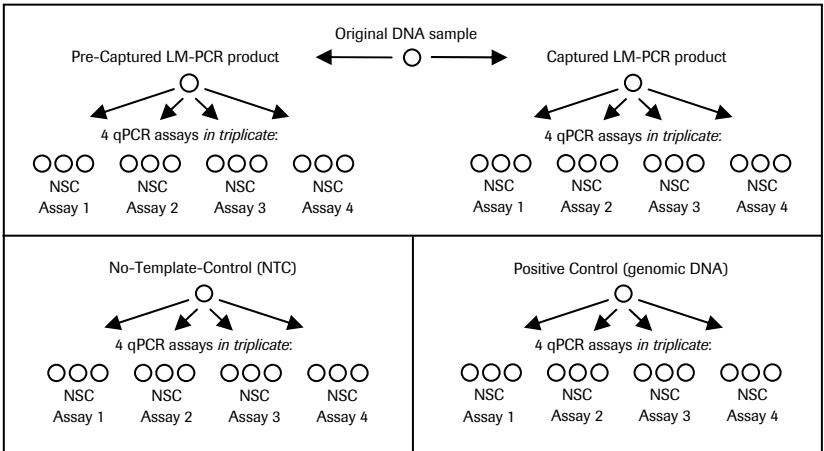 Original DNA sample
Pre-Captured LM-PCR product
Captured LM-PCR product
4 qPCR assays in triplicate:
NSC NSC NSC NSC
Assay 1 Assay 2 Assay 3 Assay 4
4 qPCR assays in triplicate:
NSC NSC NSC NSC
Assay 1 Assay 2 Assay 3 Assay 4
No-Template-Control (NTC)
4 qPCR assays in triplicate:
NSC NSC NSC NSC
Assay 1 Assay 2 Assay 3 Assay 4
Positive Control (genomic DNA)
4 qPCR assays in triplicate:
NSC NSC NSC NSC
Assay 1 Assay 2 Assay 3 Assay 4